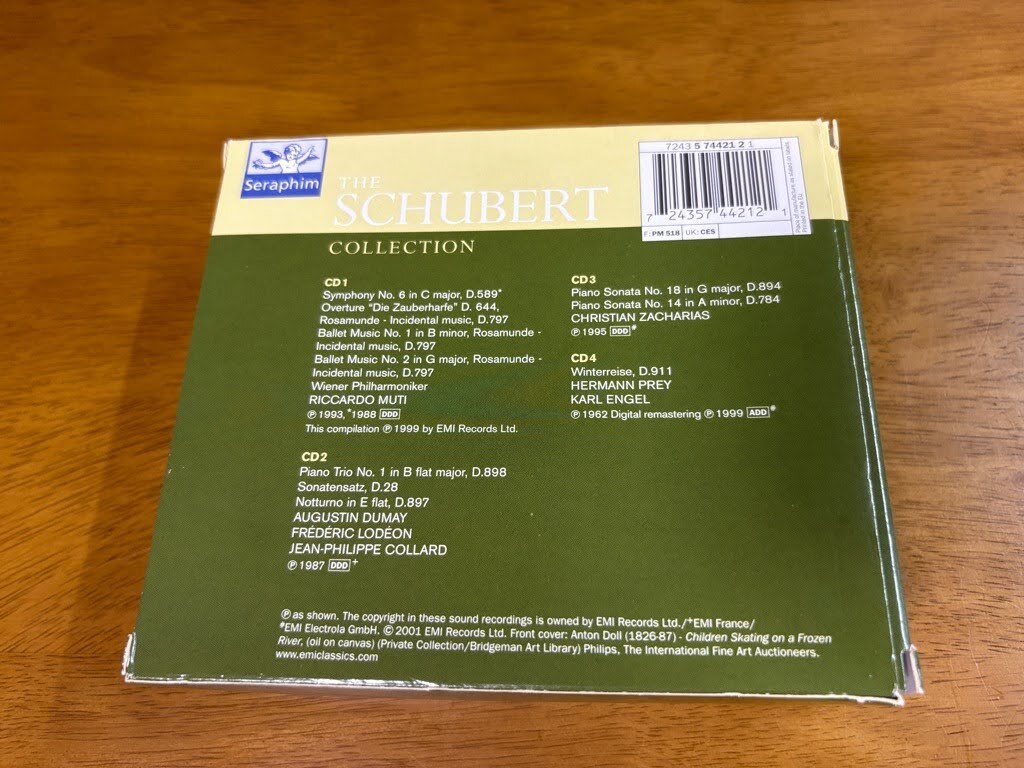 Seraphim
THE
SCHUBERT
COLLECTION
7243 5 74421 2 1
7 24357 44212 1
F: PM 518 UK: CES
Printed in the EU
CD1
Symphony No. 6 in C major, D.589*
Overture “Die Zauberharfe” D. 644,
Rosamunde - Incidental music, D.797
Ballet Music No. 1 in B minor, Rosamunde -
Incidental music, D.797
Ballet Music No. 2 in G major, Rosamunde -
Incidental music, D.797
Wiener Philharmoniker
RICCARDO MUTI
℗ 1993, *1988 DDD
This compilation ℗ 1999 by EMI Records Ltd.
CD2
Piano Trio No. 1 in B flat major, D.898
Sonatensatz, D.28
Notturno in E flat, D.897
AUGUSTIN DUMAY
FRÉDÉRIC LODÉON
JEAN-PHILIPPE COLLARD
℗ 1987 DDD +
CD3
Piano Sonata No. 18 in G major, D.894
Piano Sonata No. 14 in A minor, D.784
CHRISTIAN ZACHARIAS
℗ 1995 DDD #
CD4
Winterreise, D.911
HERMANN PREY
KARL ENGEL
℗ 1962 Digital remastering ℗ 1999 ADD #
℗ as shown. The copyright in these sound recordings is owned by EMI Records Ltd./+EMI France/
#EMI Electrola GmbH. © 2001 EMI Records Ltd. Front cover: Anton Doll (1826-87) - Children Skating on a Frozen
River, (oil on canvas) (Private Collection/Bridgeman Art Library) Philips, The International Fine Art Auctioneers.
www.emiclassics.com